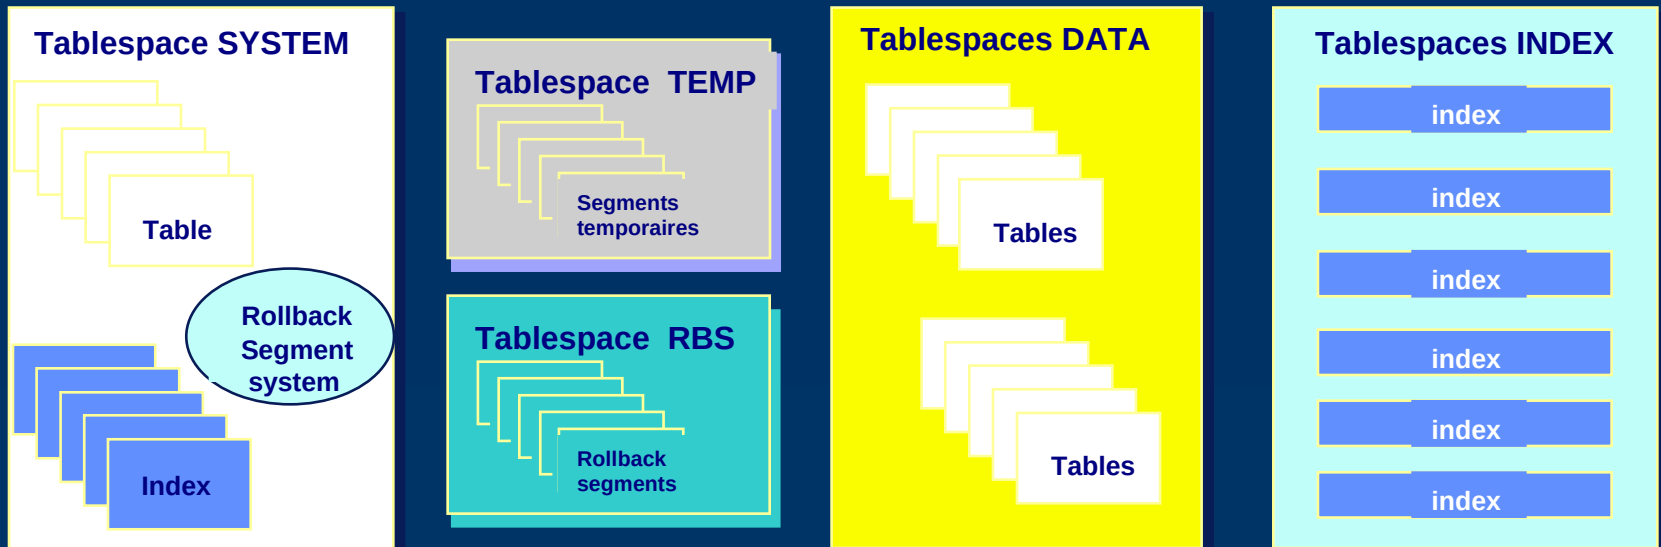 Tablespace SYSTEM
Table
Rollback
Segment
system
Index
Tablespace TEMP
Segments
temporaires
Tablespace RBS
Rollback
segments
Tablespaces DATA
Tables
Tables
Tablespaces INDEX
index
index
index
index
index
index